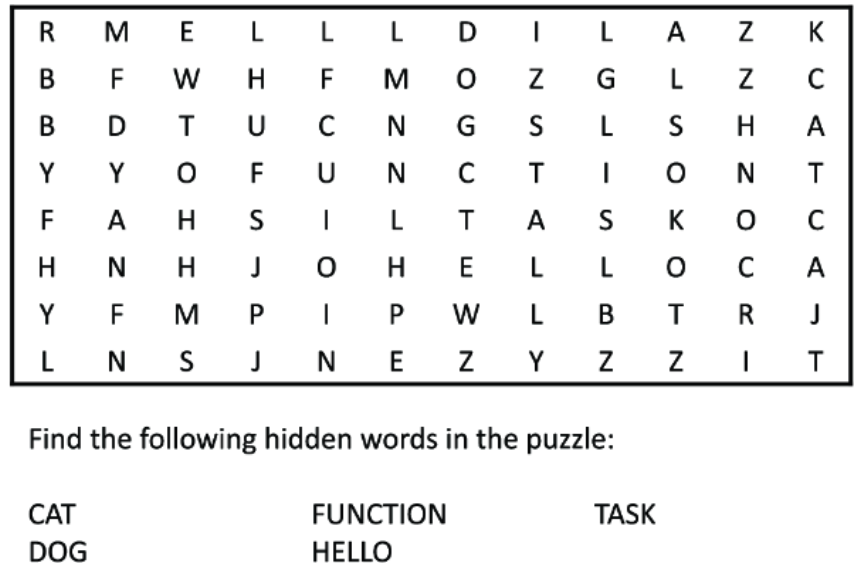 R M E L L L D I L A Z K
B F W H F M O Z G L Z C
B D T U C N G S L S H A
Y Y O F U N C T I O N T
F A H S I L T A S K O C
H N H J O H E L L O C A
Y F M P I P W L B T R J
L N S J N E Z Y Z Z I T
Find the following hidden words in the puzzle:
CAT FUNCTION TASK
DOG HELLO